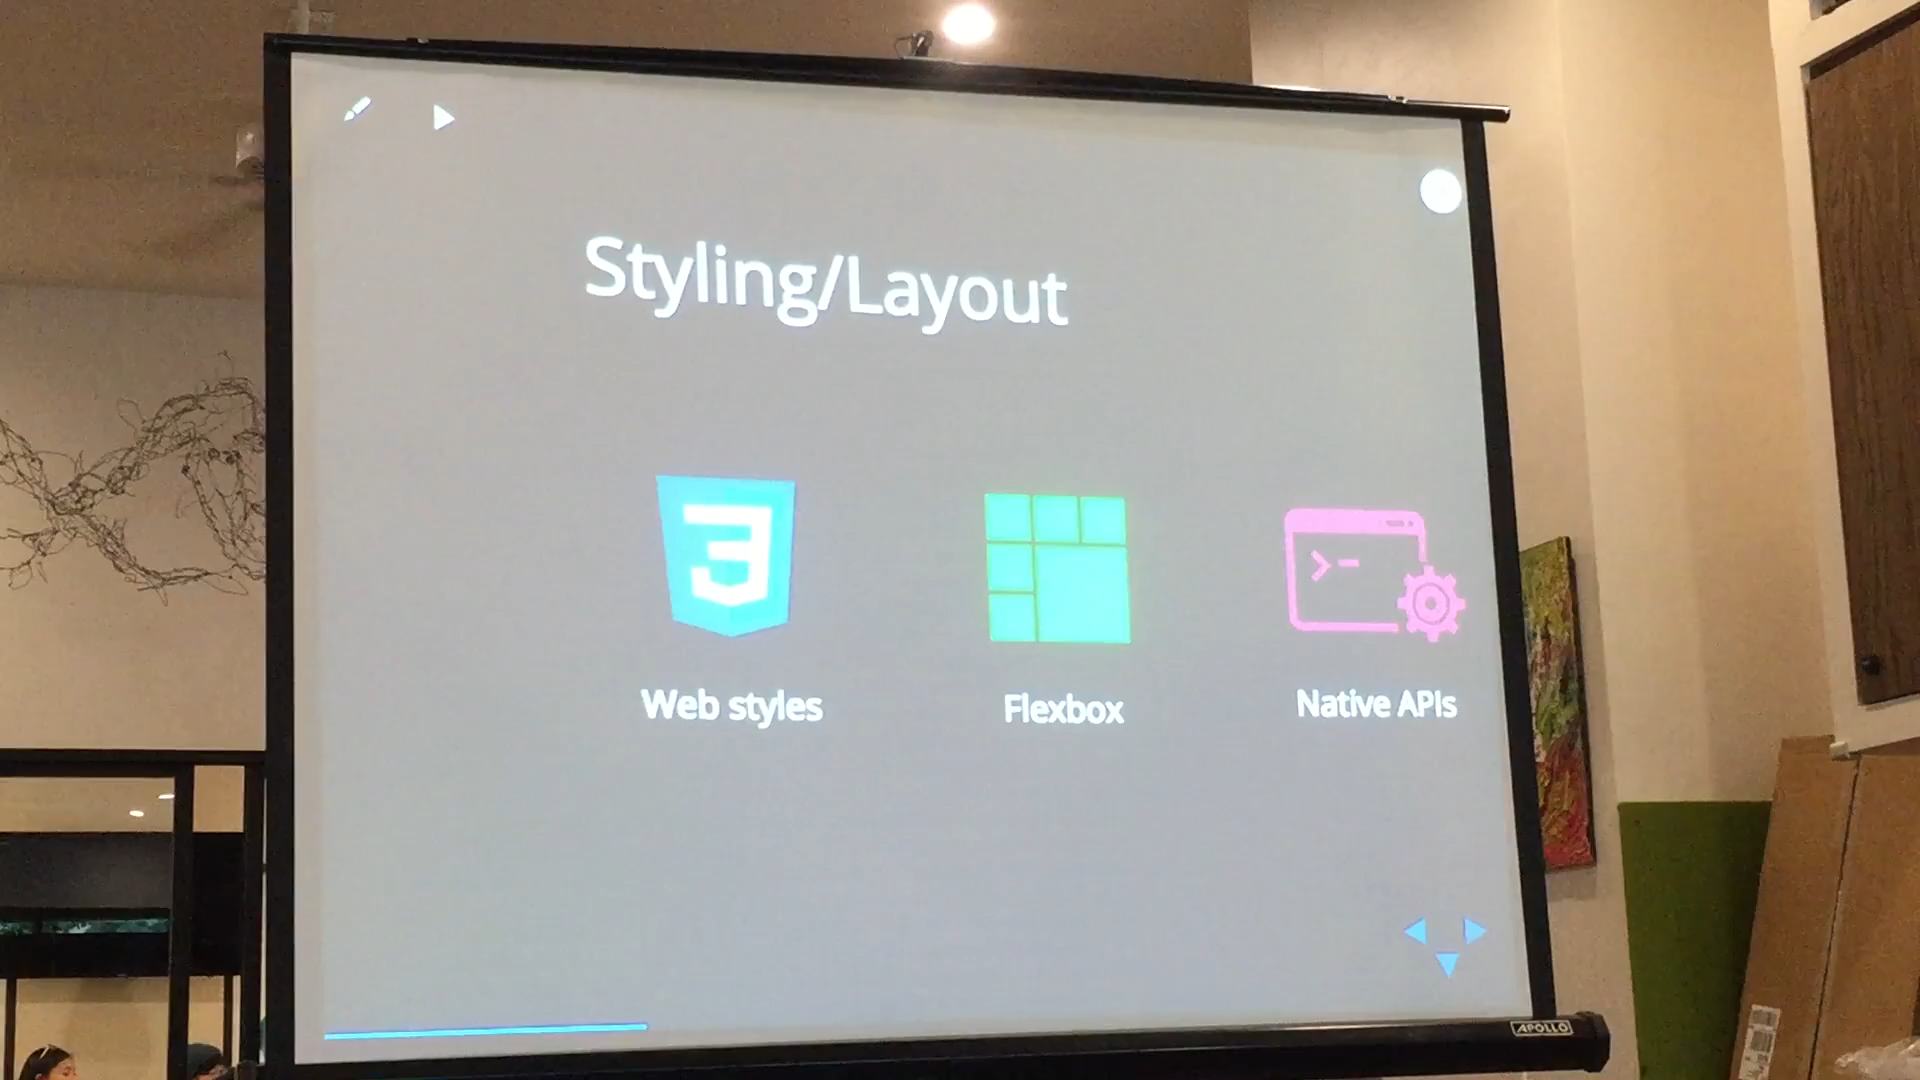 Styling/Layout
3
>-
Web styles
Flexbox
Native APIs
APOLLO